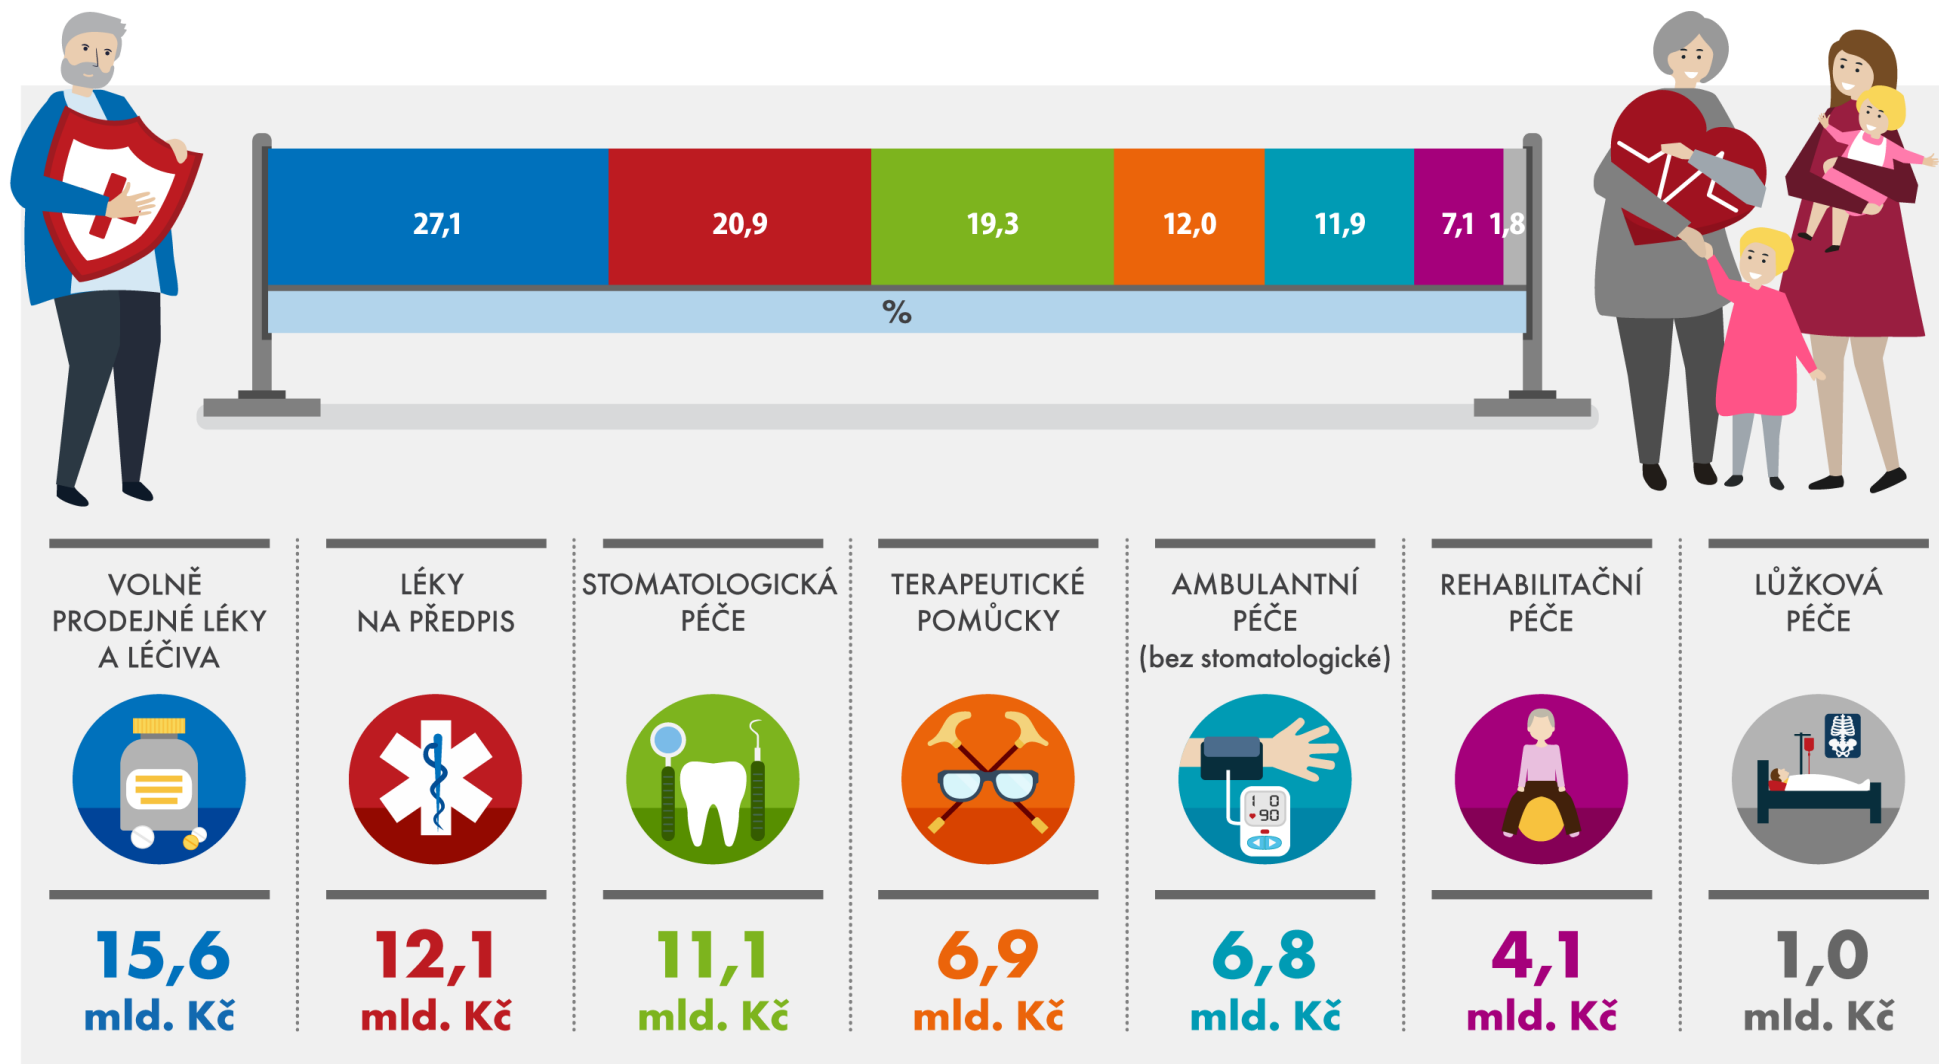 27,1
20,9
19,3
12,0
11,9
7,1
1,8
%
VOLNĚ
PRODEJNÉ LÉKY
A LÉČIVA
LÉKY
NA PŘEDPIS
STOMATOLOGICKÁ
PÉČE
TERAPEUTICKÉ
POMŮCKY
AMBULANTNÍ
PÉČE
(bez stomatologické)
REHABILITAČNÍ
PÉČE
LŮŽKOVÁ
PÉČE
1 0
90
15,6
mld. Kč
12,1
mld. Kč
11,1
mld. Kč
6,9
mld. Kč
6,8
mld. Kč
4,1
mld. Kč
1,0
mld. Kč